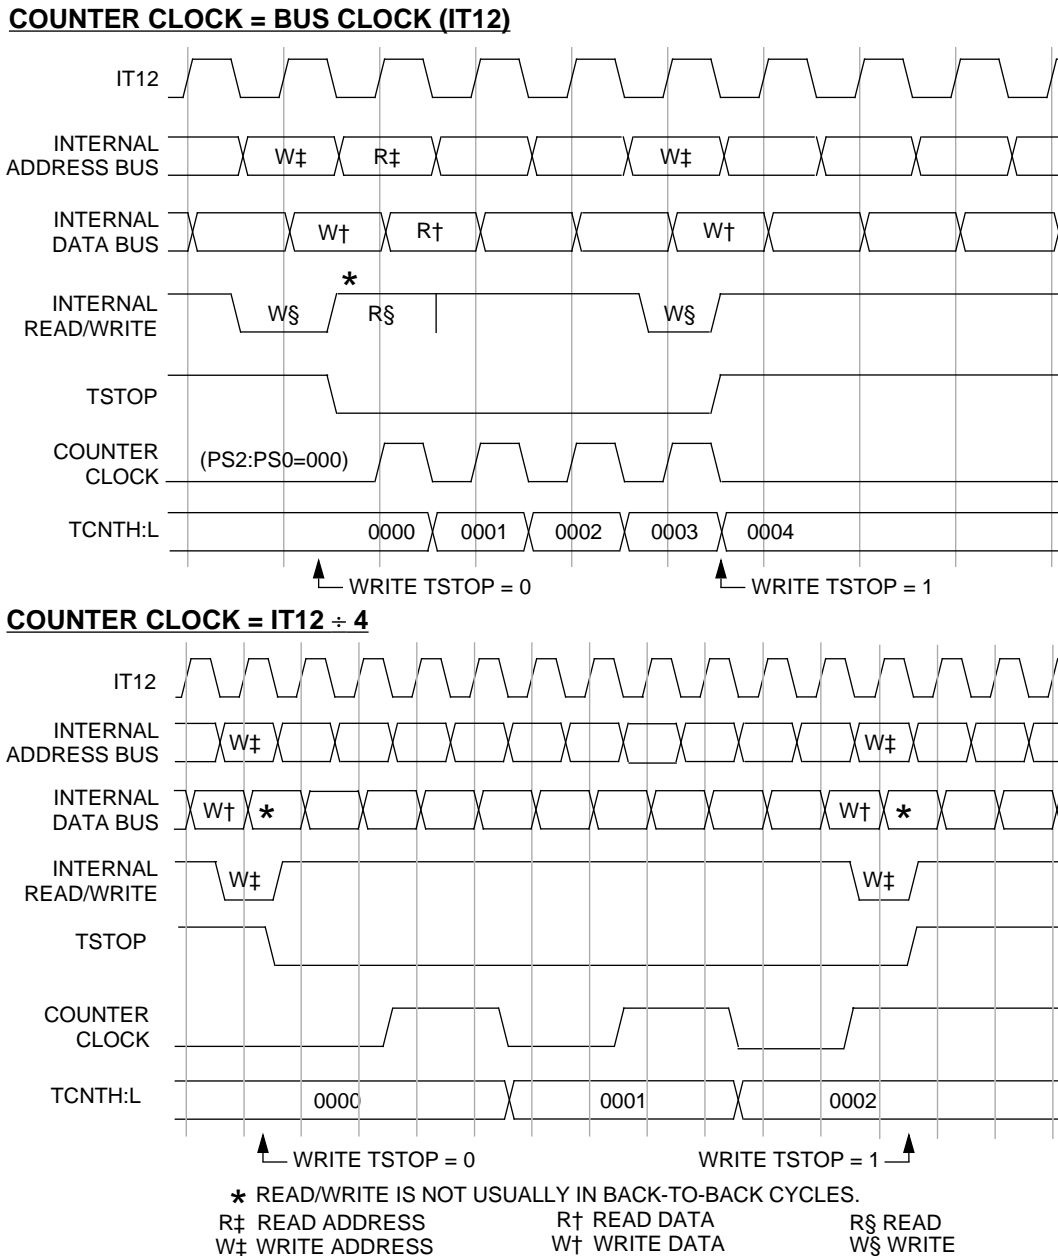 COUNTER CLOCK = BUS CLOCK (IT12)
IT12
INTERNAL
ADDRESS BUS
W‡ R‡ W‡
INTERNAL
DATA BUS
W† R† W†
*
INTERNAL
READ/WRITE
W§ R§ W§
TSTOP
COUNTER
CLOCK
(PS2:PS0=000)
TCNTH:L
0000 0001 0002 0003 0004
WRITE TSTOP = 0 WRITE TSTOP = 1
COUNTER CLOCK = IT12 ÷ 4
IT12
INTERNAL
ADDRESS BUS
W‡ W‡
INTERNAL
DATA BUS
W† * W† *
INTERNAL
READ/WRITE
W‡ W‡
TSTOP
COUNTER
CLOCK
TCNTH:L
0000 0001 0002
WRITE TSTOP = 0 WRITE TSTOP = 1
* READ/WRITE IS NOT USUALLY IN BACK-TO-BACK CYCLES.
R‡ READ ADDRESS R† READ DATA R§ READ
W‡ WRITE ADDRESS W† WRITE DATA W§ WRITE